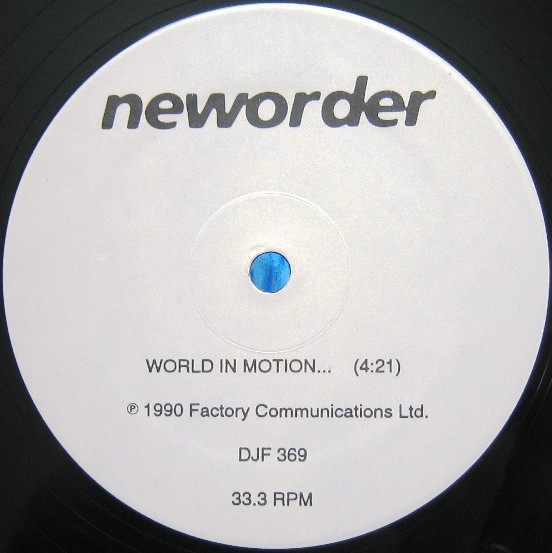 neworder
WORLD IN MOTION... (4:21)
℗ 1990 Factory Communications Ltd.
DJF 369
33.3 RPM